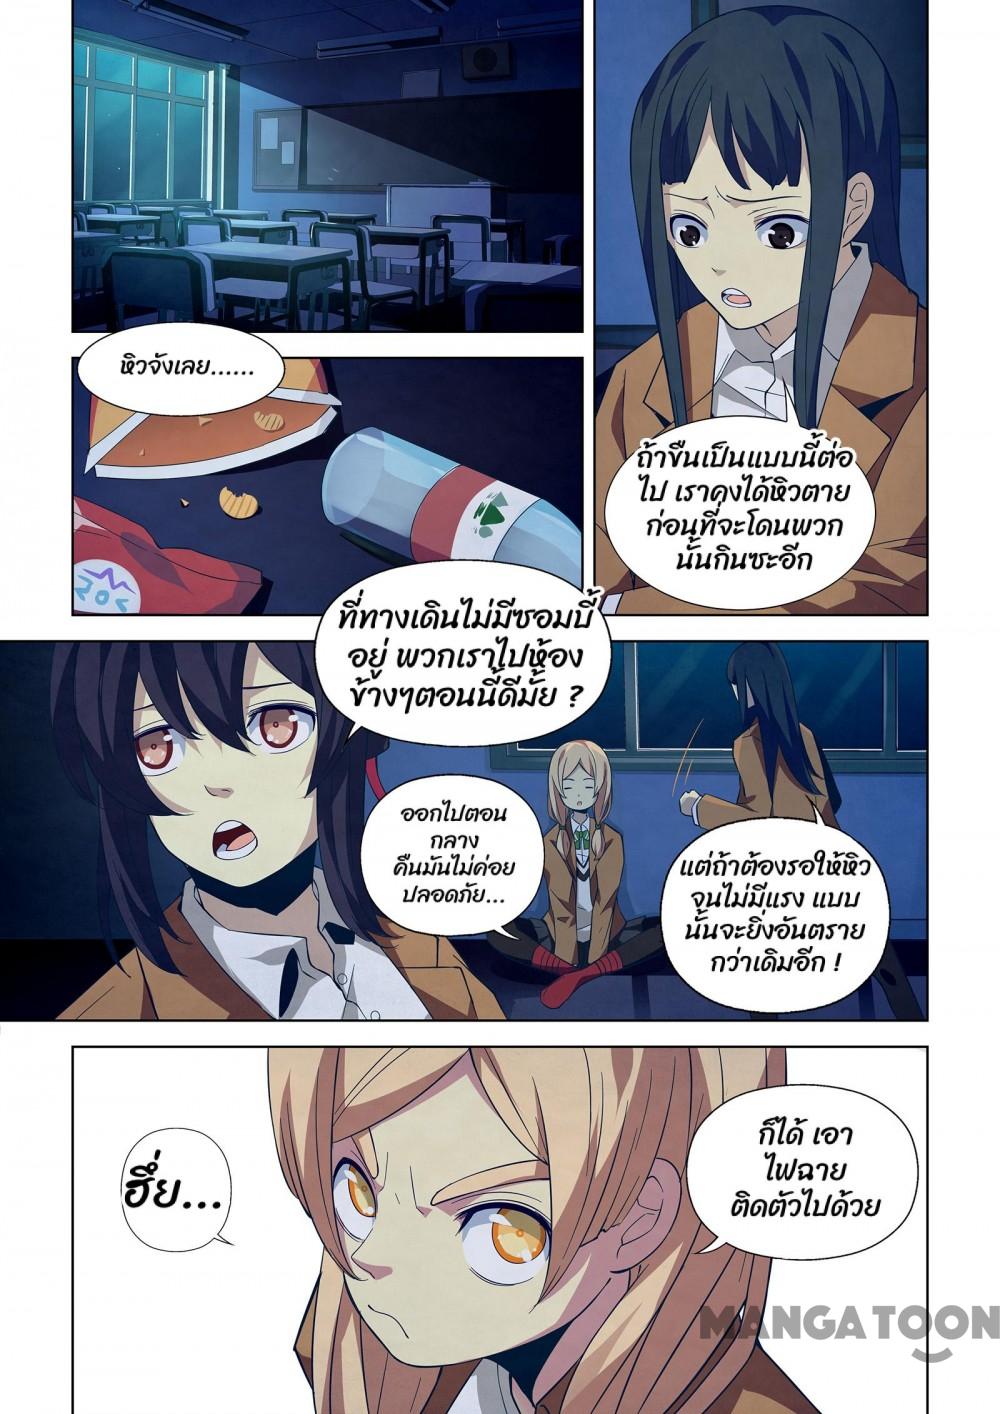 หิวจังเลย......
ถ้าขืนเป็นแบบนี้ต่อ
ไป เราคงได้หิวตาย
ก่อนที่จะโดนพวก
นั้นกินซะอีก
ที่ทางเดินไม่มีซอมบี้
อยู่ พวกเราไปห้อง
ข้างๆตอนนี้ดีมั้ย ?
ออกไปตอน
กลาง
คืนมันไม่ค่อย
ปลอดภัย...
แต่ถ้าต้องรอให้หิว
จนไม่มีแรง แบบ
นั้นจะยิ่งอันตราย
กว่าเดิมอีก !
ฮึ่ย...
ก็ได้ เอา
ไฟฉาย
ติดตัวไปด้วย
MANGATOON